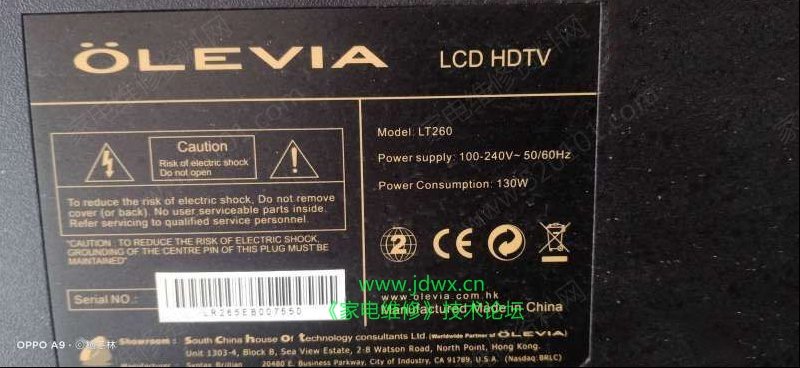 ÖLEVIA LCD HDTV
Caution
Risk of electric shock
Do not open
To reduce the risk of electric shock, Do not remove
cover (or back). No user serviceable parts inside.
Refer servicing to qualified service personnel.
"CAUTION : TO REDUCE THE RISK OF ELECTRIC SHOCK,
GROUNDING OF THE CENTRE PIN OF THIS PLUG MUST BE
MAINTAINED"
Model: LT260
Power supply: 100-240V~ 50/60Hz
Power Consumption: 130W
2 CE
www.jdwx.cn
www.olevia.com.hk
《家电维修》技术论坛
Manufactured Made in China
Serial NO.:
LR265EB007550
Showroom : South China House Of technology consultants Ltd. (Worldwide Partner of ÖLEVIA)
Unit 1303-4, Block B, Sea View Estate, 2-8 Watson Road, North Point, Hong Kong.
Manufacturer Syntax Brillian 20480 E. Business Parkway, City of Industry, CA 91789, U.S.A. (Nasdaq BRLC)
OPPO A9